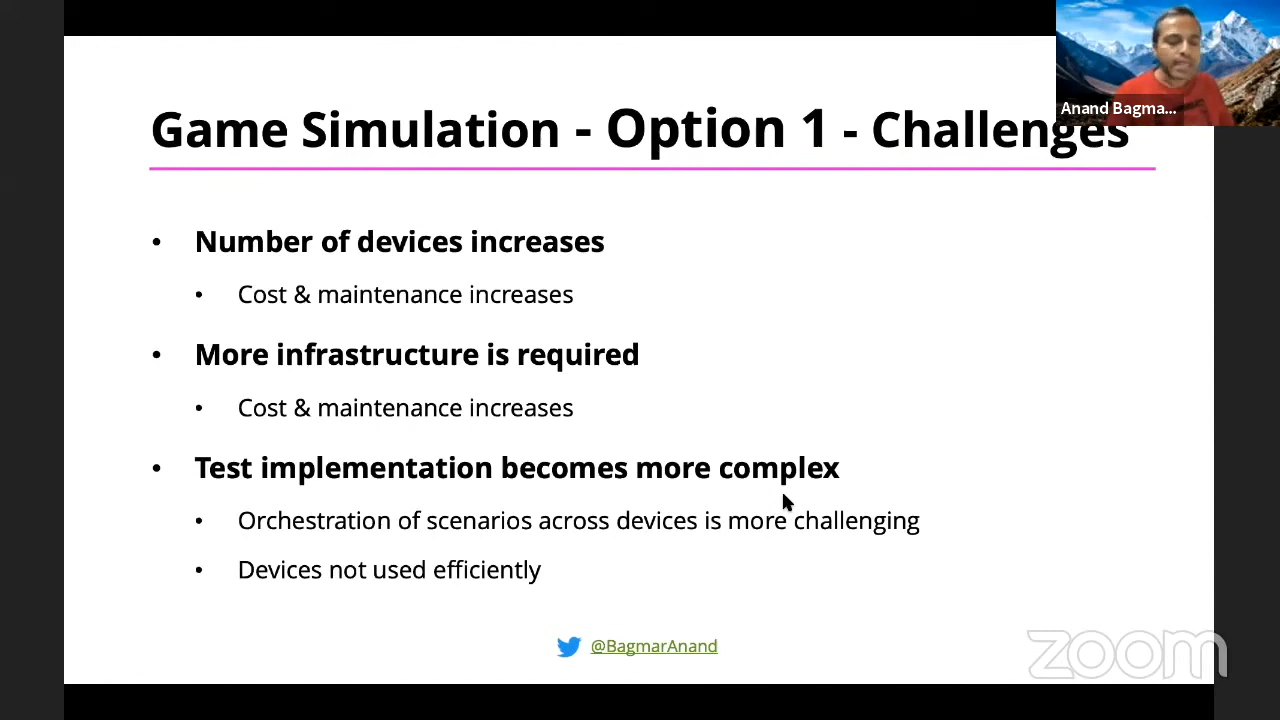 Game Simulation - Option 1 - Challenges
Anand Bagma...
• Number of devices increases
• Cost & maintenance increases
• More infrastructure is required
• Cost & maintenance increases
• Test implementation becomes more complex
• Orchestration of scenarios across devices is more challenging
• Devices not used efficiently
@BagmarAnand
zoom